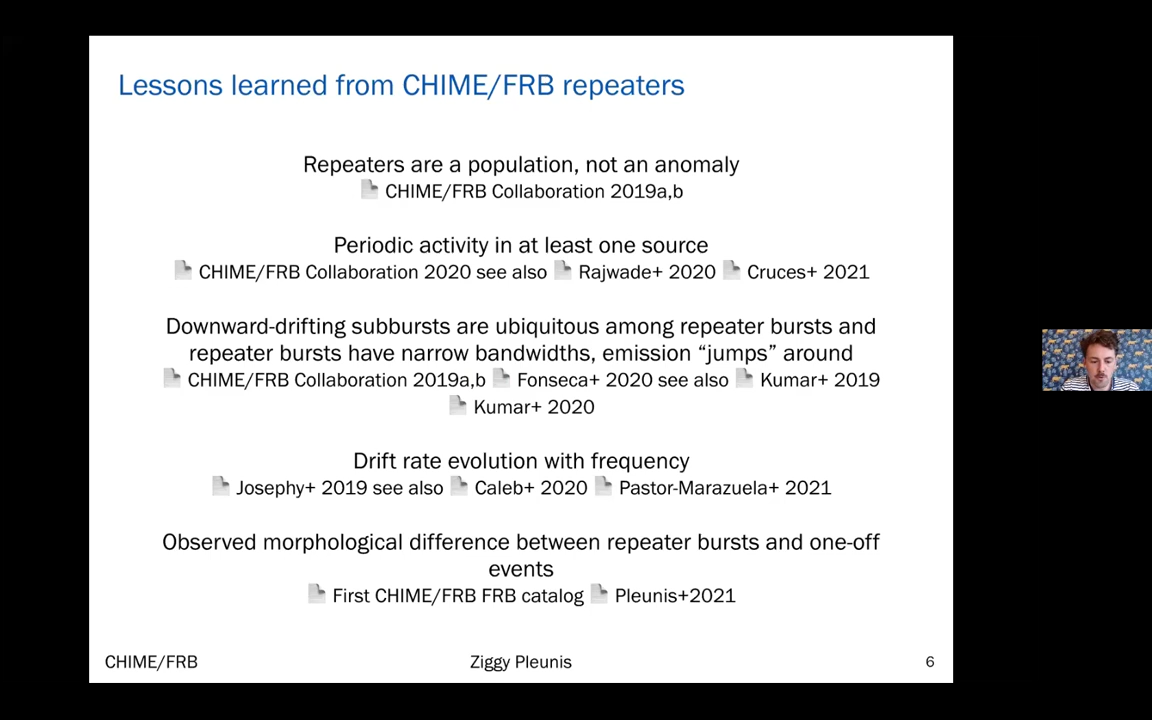 Lessons learned from CHIME/FRB repeaters
Repeaters are a population, not an anomaly
CHIME/FRB Collaboration 2019a,b
Periodic activity in at least one source
CHIME/FRB Collaboration 2020 see also Rajwade+ 2020 Cruces+ 2021
Downward-drifting subbursts are ubiquitous among repeater bursts and
repeater bursts have narrow bandwidths, emission “jumps” around
CHIME/FRB Collaboration 2019a,b Fonseca+ 2020 see also Kumar+ 2019
Kumar+ 2020
Drift rate evolution with frequency
Josephy+ 2019 see also Caleb+ 2020 Pastor-Marazuela+ 2021
Observed morphological difference between repeater bursts and one-off
events
First CHIME/FRB FRB catalog Pleunis+2021
CHIME/FRB Ziggy Pleunis 6